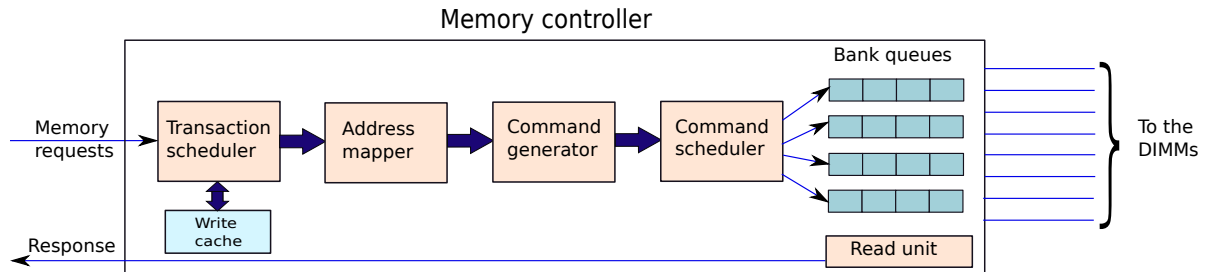 Memory controller
Bank queues
Memory
requests
Transaction
scheduler
Address
mapper
Command
generator
Command
scheduler
To the
DIMMs
Write
cache
Response
Read unit